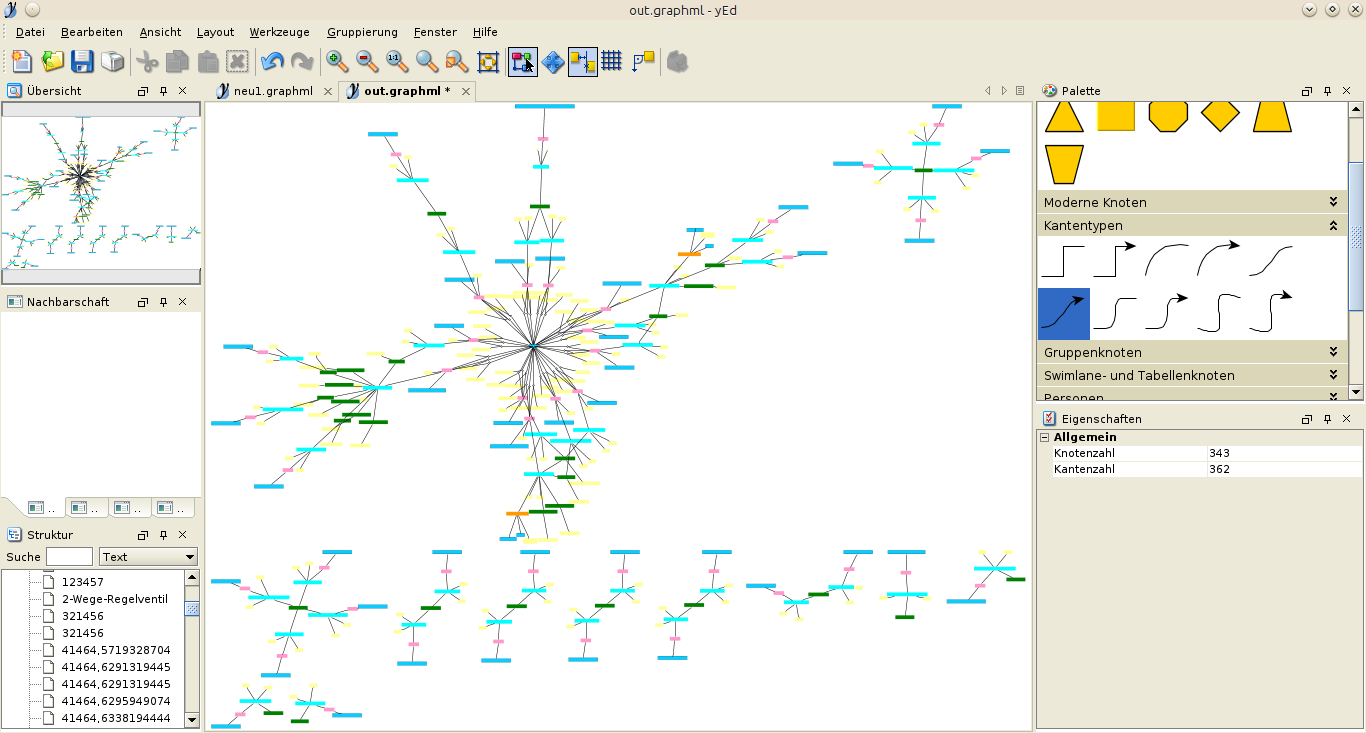 out.graphml - yEd
Datei Bearbeiten Ansicht Layout Werkzeuge Gruppierung Fenster Hilfe
1:1
Übersicht
neu1.graphml
out.graphml *
Palette
Moderne Knoten
Kantentypen
Gruppenknoten
Swimlane- und Tabellenknoten
Personen
Nachbarschaft
.. .. .. ..
Struktur
Suche Text
123457
2-Wege-Regelventil
321456
321456
41464,5719328704
41464,6291319445
41464,6291319445
41464,6295949074
41464,6338194444
Eigenschaften
Allgemein
Knotenzahl 343
Kantenzahl 362